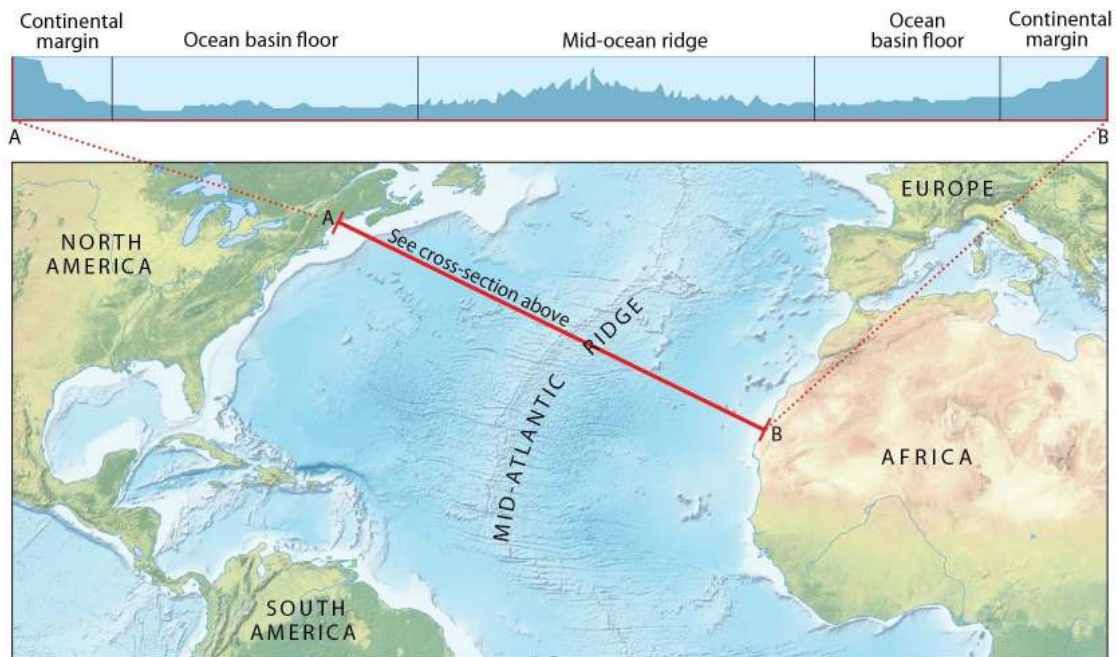 Continental
margin
Ocean basin floor
Mid-ocean ridge
Ocean
basin floor
Continental
margin
A
B
EUROPE
A
NORTH
AMERICA
See cross-section above
RIDGE
MID-ATLANTIC
B
AFRICA
SOUTH
AMERICA